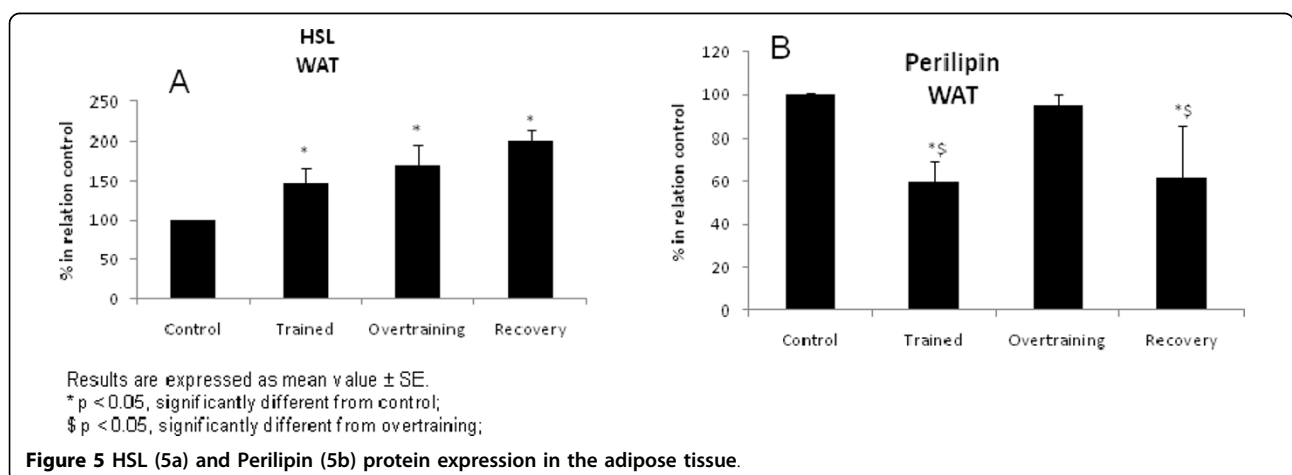 HSL
WAT
A
% in relation control
250
200
150
100
50
0
*
*
*
Control Trained Overtraining Recovery
B
Perilipin
WAT
% in relation control
120
100
80
60
40
20
0
*$
*$
Control Trained Overtraining Recovery
Results are expressed as mean value ± SE.
* p < 0.05, significantly different from control;
$ p < 0.05, significantly different from overtraining;
Figure 5 HSL (5a) and Perilipin (5b) protein expression in the adipose tissue.